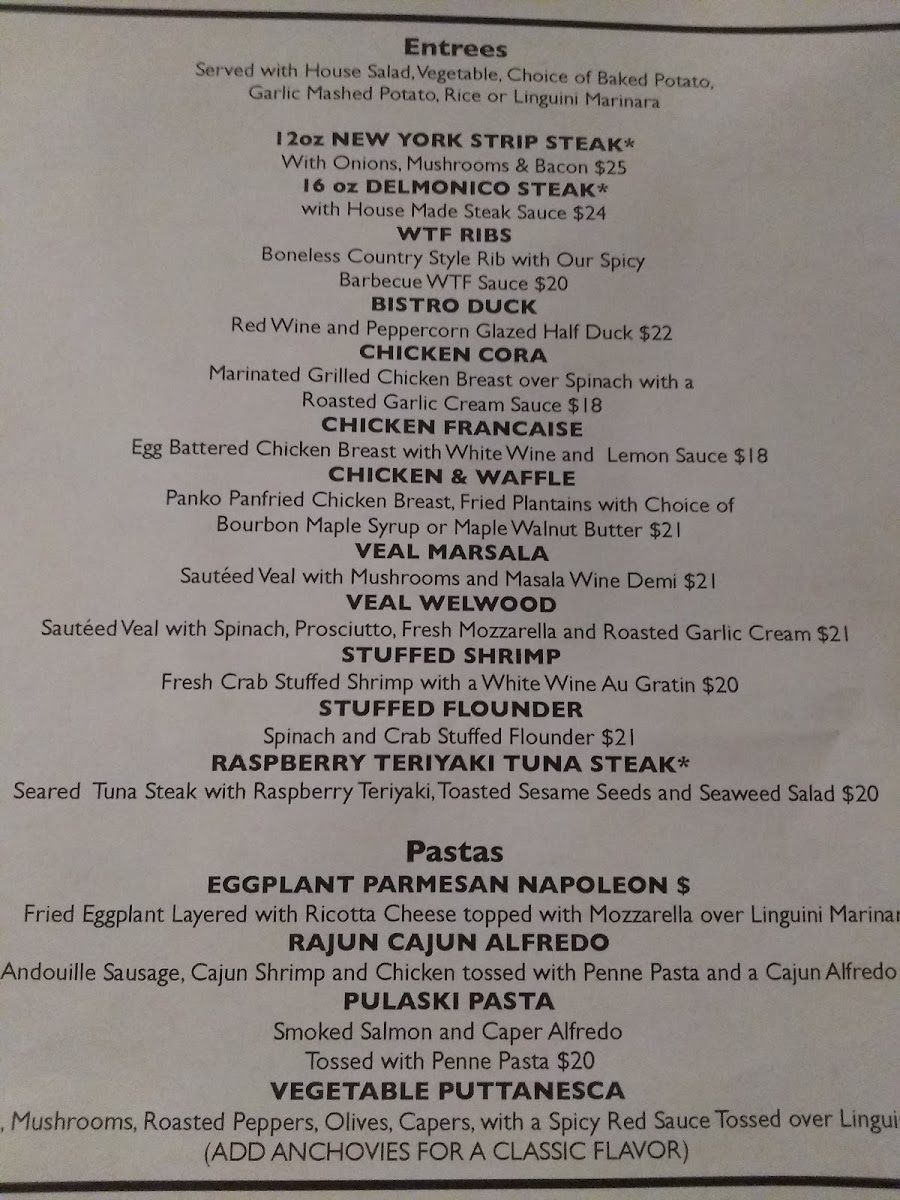 Entrees
Served with House Salad, Vegetable, Choice of Baked Potato,
Garlic Mashed Potato, Rice or Linguini Marinara
12oz NEW YORK STRIP STEAK*
With Onions, Mushrooms & Bacon $25
16 oz DELMONICO STEAK*
with House Made Steak Sauce $24
WTF RIBS
Boneless Country Style Rib with Our Spicy
Barbecue WTF Sauce $20
BISTRO DUCK
Red Wine and Peppercorn Glazed Half Duck $22
CHICKEN CORA
Marinated Grilled Chicken Breast over Spinach with a
Roasted Garlic Cream Sauce $18
CHICKEN FRANCAISE
Egg Battered Chicken Breast with White Wine and Lemon Sauce $18
CHICKEN & WAFFLE
Panko Panfried Chicken Breast, Fried Plantains with Choice of
Bourbon Maple Syrup or Maple Walnut Butter $21
VEAL MARSALA
Sautéed Veal with Mushrooms and Masala Wine Demi $21
VEAL WELWOOD
Sautéed Veal with Spinach, Prosciutto, Fresh Mozzarella and Roasted Garlic Cream $21
STUFFED SHRIMP
Fresh Crab Stuffed Shrimp with a White Wine Au Gratin $20
STUFFED FLOUNDER
Spinach and Crab Stuffed Flounder $21
RASPBERRY TERIYAKI TUNA STEAK*
Seared Tuna Steak with Raspberry Teriyaki, Toasted Sesame Seeds and Seaweed Salad $20
Pastas
EGGPLANT PARMESAN NAPOLEON $
Fried Eggplant Layered with Ricotta Cheese topped with Mozzarella over Linguini Marinar
RAJUN CAJUN ALFREDO
Andouille Sausage, Cajun Shrimp and Chicken tossed with Penne Pasta and a Cajun Alfredo
PULASKI PASTA
Smoked Salmon and Caper Alfredo
Tossed with Penne Pasta $20
VEGETABLE PUTTANESCA
, Mushrooms, Roasted Peppers, Olives, Capers, with a Spicy Red Sauce Tossed over Lingui
(ADD ANCHOVIES FOR A CLASSIC FLAVOR)